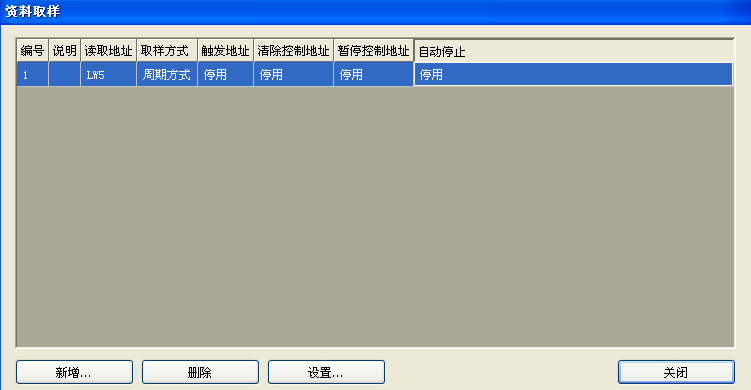 资料取样
编号 说明 读取地址 取样方式 触发地址 清除控制地址 暂停控制地址 自动停止
1 LW5 周期方式 停用 停用 停用 停用
新增... 删除 设置... 关闭